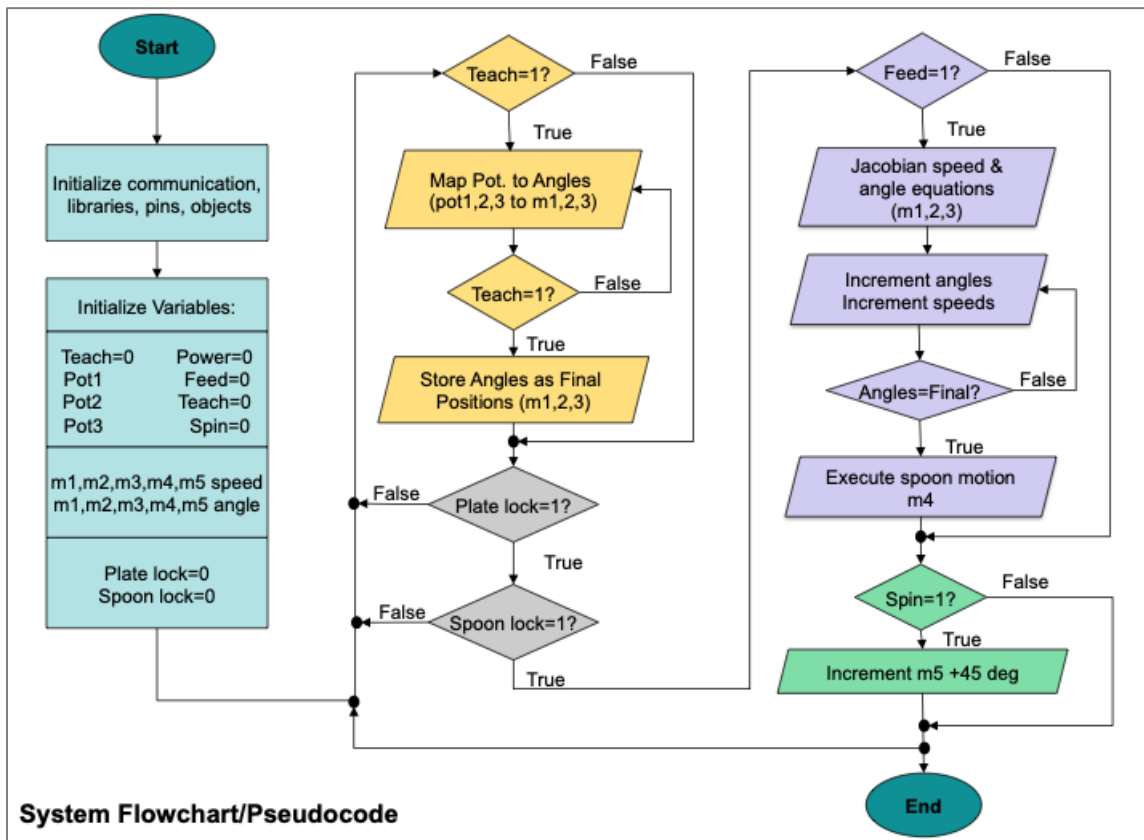 Start
Initialize communication,
libraries, pins, objects
Initialize Variables:
Teach=0 Power=0
Pot1 Feed=0
Pot2 Teach=0
Pot3 Spin=0
m1,m2,m3,m4,m5 speed
m1,m2,m3,m4,m5 angle
Plate lock=0
Spoon lock=0
Teach=1?
False
True
Map Pot. to Angles
(pot1,2,3 to m1,2,3)
Teach=1?
False
True
Store Angles as Final
Positions (m1,2,3)
False
Plate lock=1?
True
False
Spoon lock=1?
True
Feed=1?
False
True
Jacobian speed &
angle equations
(m1,2,3)
Increment angles
Increment speeds
Angles=Final?
False
True
Execute spoon motion
m4
Spin=1?
False
True
Increment m5 +45 deg
End
System Flowchart/Pseudocode